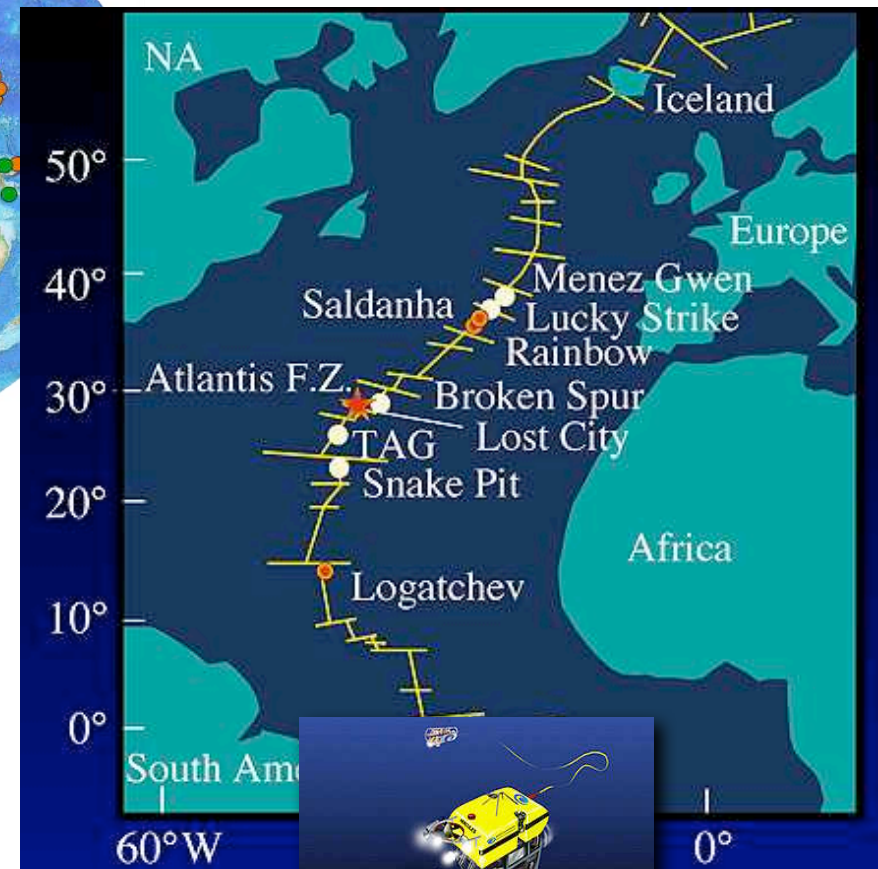 NA
Iceland
50°
Europe
40°
Menez Gwen
Saldanha
Lucky Strike
Rainbow
Atlantis F.Z.
30°
Broken Spur
Lost City
TAG
Snake Pit
20°
Africa
Logatchev
10°
0°
South Ame
60°W
0°